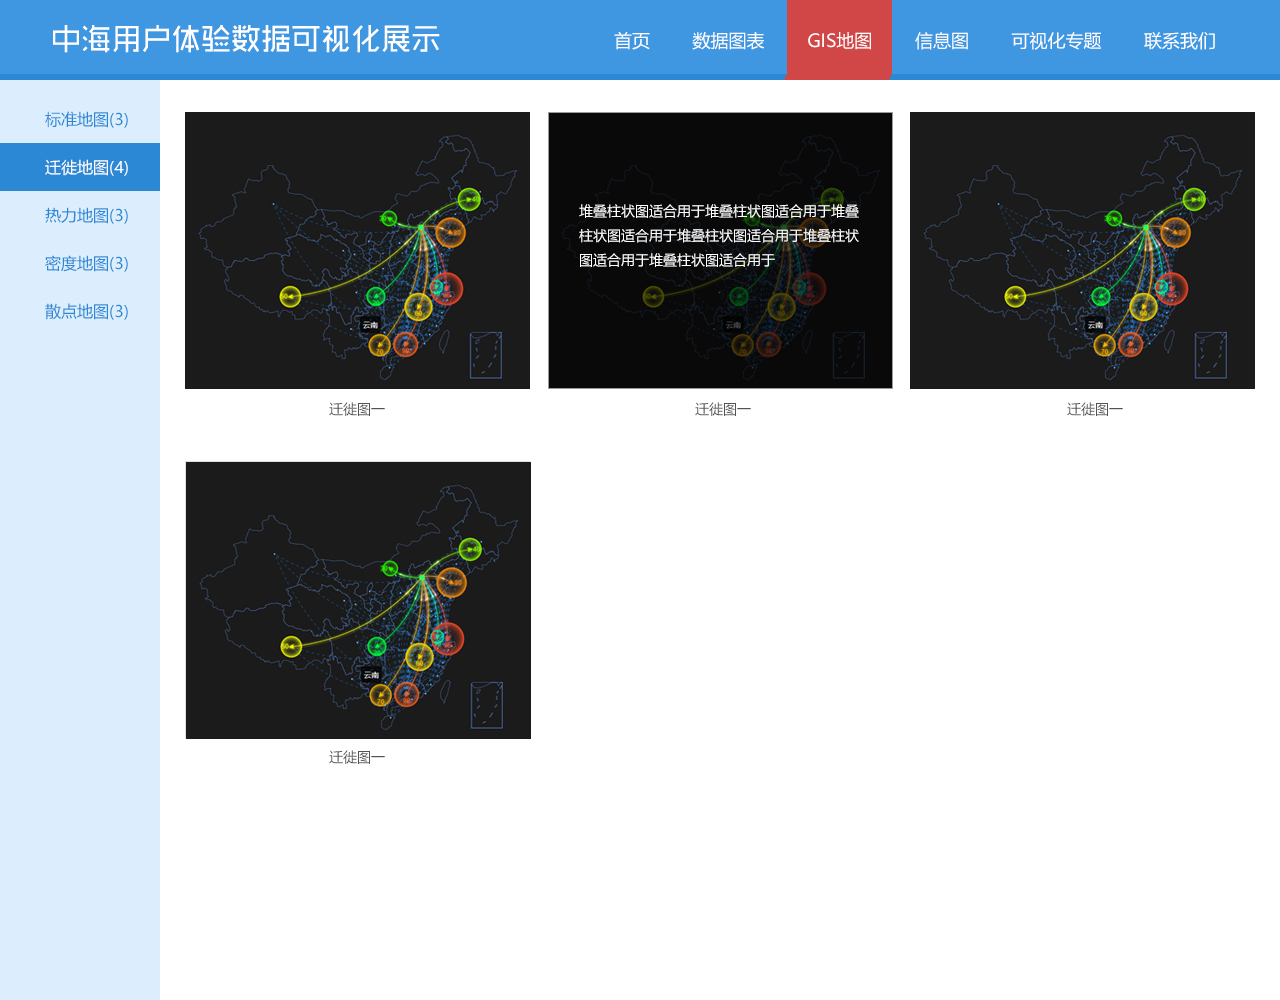 中海用户体验数据可视化展示
首页 数据图表 GIS地图 信息图 可视化专题 联系我们
标准地图(3)
迁徙地图(4)
热力地图(3)
密度地图(3)
散点地图(3)
云南
堆叠柱状图适合用于堆叠柱状图适合用于堆叠
柱状图适合用于堆叠柱状图适合用于堆叠柱状
图适合用于堆叠柱状图适合用于
云南
云南
迁徙图一
迁徙图一
迁徙图一
云南
迁徙图一